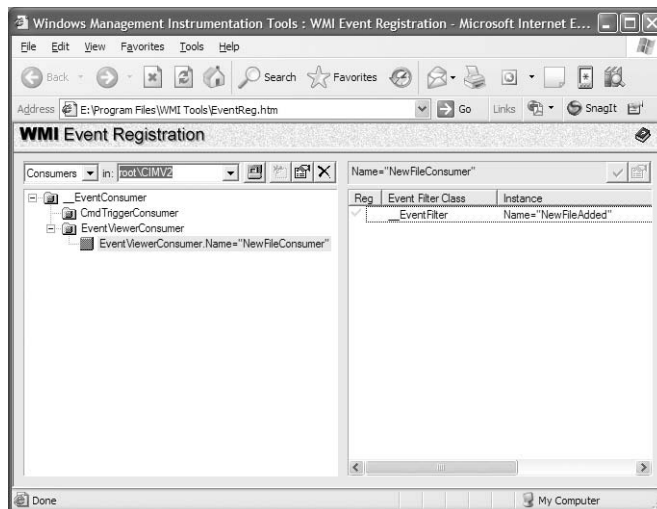 Windows Management Instrumentation Tools : WMI Event Registration - Microsoft Internet E...
File Edit View Favorites Tools Help
Back Search Favorites
Address E:\Program Files\WMI Tools\EventReg.htm Go Links SnagIt
WMI Event Registration
Consumers in: root\CIMV2 Name="NewFileConsumer"
Reg Event Filter Class Instance
__EventConsumer
CmdTriggerConsumer
EventViewerConsumer
EventViewerConsumer.Name="NewFileConsumer"
__EventFilter Name="NewFileAdded"
Done My Computer